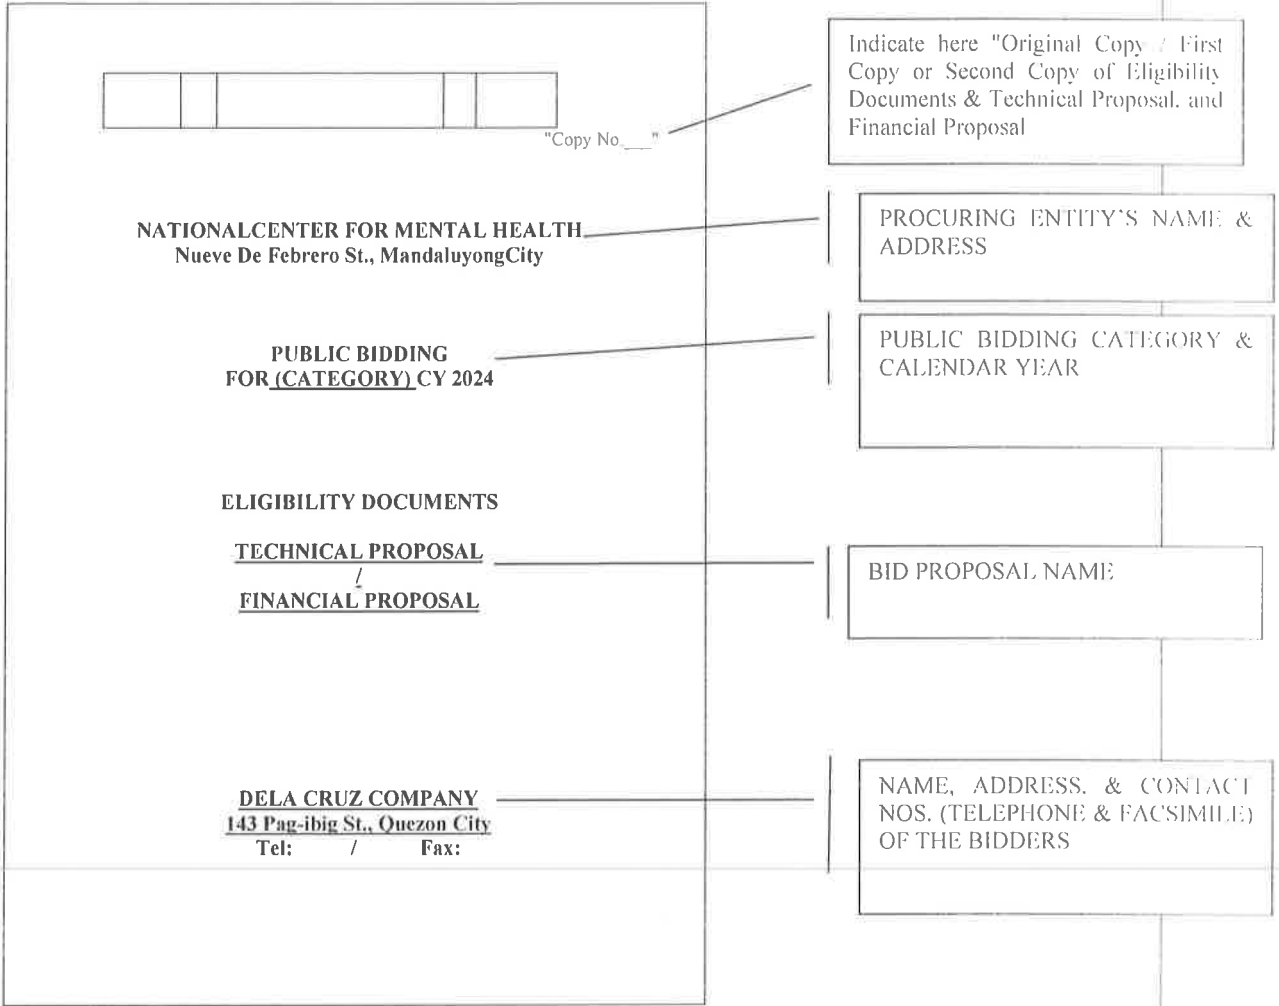 Indicate here "Original Copy / First
Copy or Second Copy of Eligibility
Documents & Technical Proposal. and
Financial Proposal
"Copy No.___"
NATIONALCENTER FOR MENTAL HEALTH
Nueve De Febrero St., MandaluyongCity
PROCURING ENTITY'S NAME &
ADDRESS
PUBLIC BIDDING
FOR (CATEGORY) CY 2024
PUBLIC BIDDING CATEGORY &
CALENDAR YEAR
ELIGIBILITY DOCUMENTS
TECHNICAL PROPOSAL
/
FINANCIAL PROPOSAL
BID PROPOSAL NAME
DELA CRUZ COMPANY
143 Pag-ibig St., Quezon City
Tel: / Fax:
NAME, ADDRESS. & CONTACT
NOS. (TELEPHONE & FACSIMILE)
OF THE BIDDERS